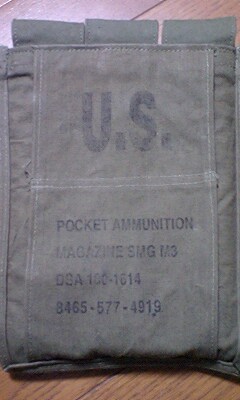 U.S.
POCKET AMMUNITION
MAGAZINE SMG M3
DSA 100-1614
8465-577-4919